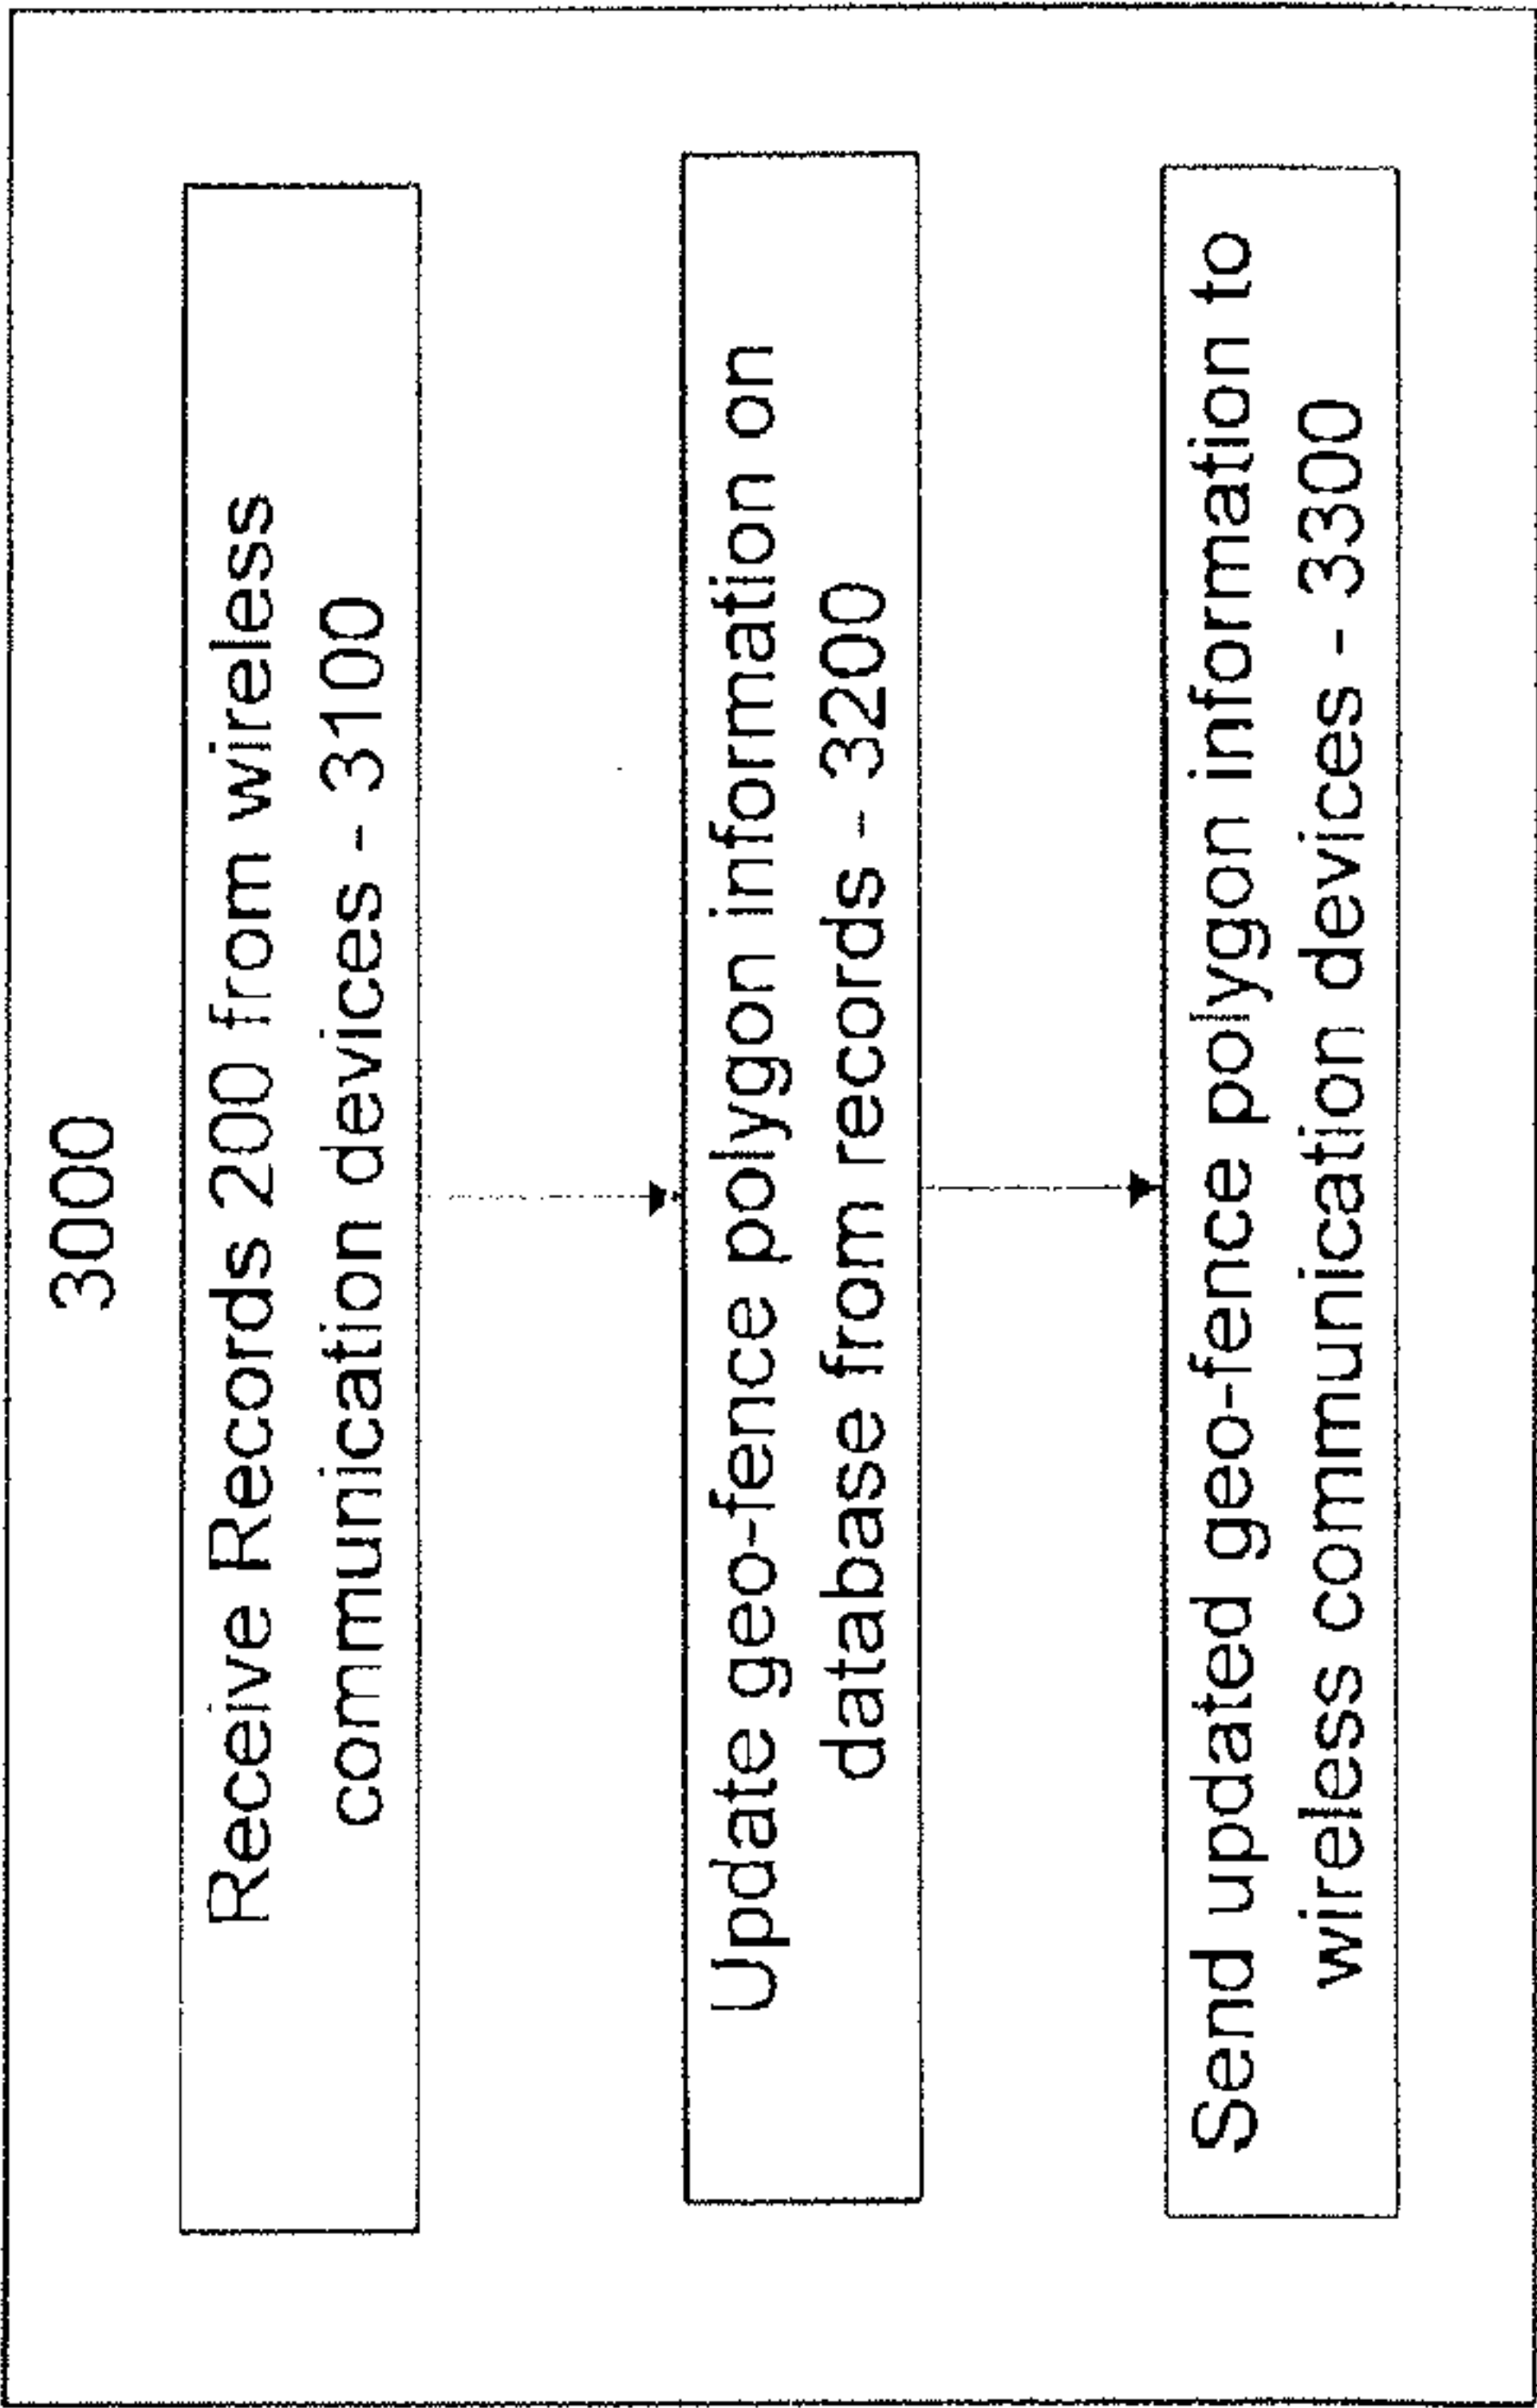 3000
Receive Records 200 from wireless
communication devices - 3100
Update geo-fence polygon information on
database from records - 3200
Send updated geo-fence polygon information to
wireless communication devices - 3300